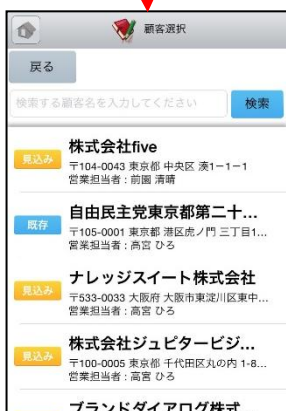 顧客選択
戻る
検索する顧客名を入力してください
検索
見込み
株式会社five
〒104-0043 東京都 中央区 湊1-1-1
営業担当者：前園 清晴
既存
自由民主党東京都第二十...
〒105-0001 東京都 港区虎ノ門 三丁目1...
営業担当者：高宮 ひろ
見込み
ナレッジスイート株式会社
〒533-0033 大阪府 大阪市東淀川区東中...
営業担当者：高宮 ひろ
見込み
株式会社ジュピタービジ...
〒100-0005 東京都 千代田区丸の内 1-8...
営業担当者：高宮 ひろ
ブランドダイアログ株式